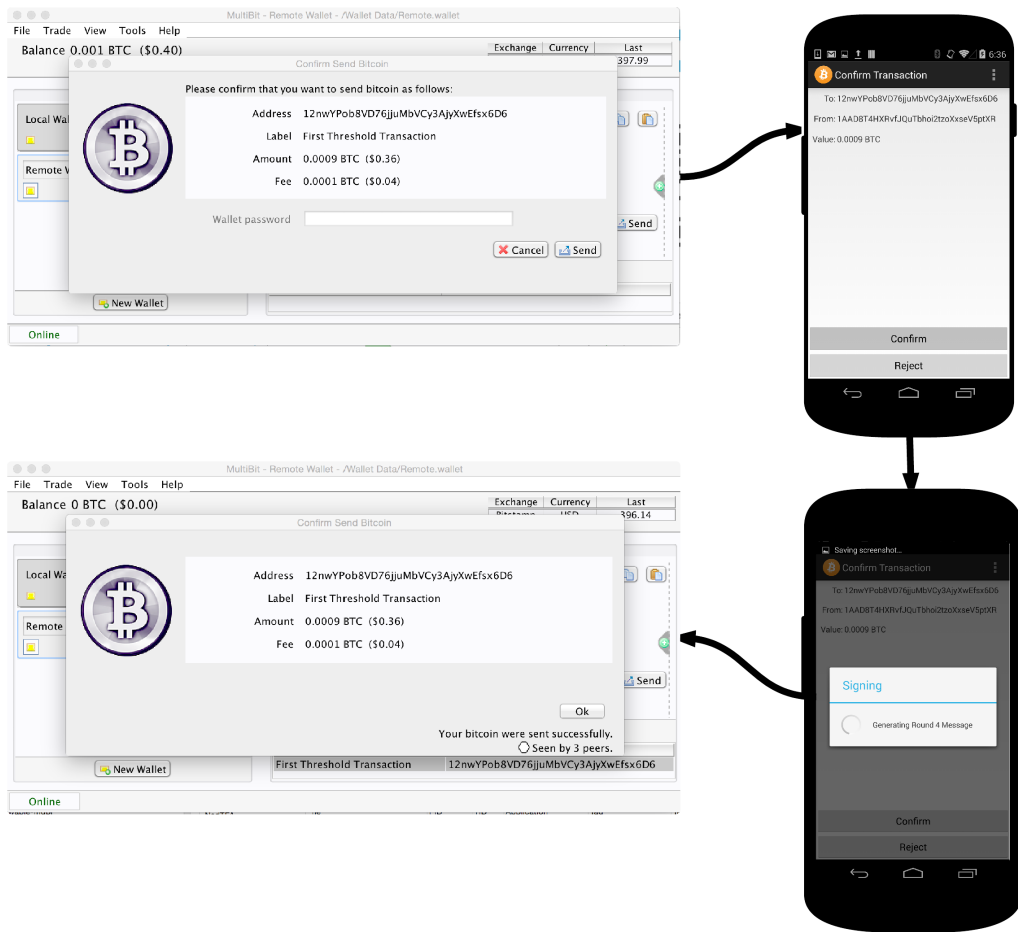 MultiBit - Remote Wallet - /Wallet Data/Remote.wallet
File Trade View Tools Help
Balance 0.001 BTC ($0.40)
Exchange Currency Last
397.99
Confirm Send Bitcoin
Please confirm that you want to send bitcoin as follows:
Address 12nwYPob8VD76jjuMbVCy3AjyXwEfsx6D6
Label First Threshold Transaction
Amount 0.0009 BTC ($0.36)
Fee 0.0001 BTC ($0.04)
Wallet password
Cancel Send
Local Wal
Remote W
Send
New Wallet
Online
6:36
Confirm Transaction
To: 12nwYPob8VD76jjuMbVCy3AjyXwEfsx6D6
From: 1AAD8T4HXRvfJQuTbhoi2tzoXxseV5ptXR
Value: 0.0009 BTC
Confirm
Reject
MultiBit - Remote Wallet - /Wallet Data/Remote.wallet
File Trade View Tools Help
Balance 0 BTC ($0.00)
Exchange Currency Last
Bitstamp USD 396.14
Confirm Send Bitcoin
Address 12nwYPob8VD76jjuMbVCy3AjyXwEfsx6D6
Label First Threshold Transaction
Amount 0.0009 BTC ($0.36)
Fee 0.0001 BTC ($0.04)
Ok
Your bitcoin were sent successfully.
Seen by 3 peers.
Local Wa
Remote
Send
New Wallet
First Threshold Transaction 12nwYPob8VD76jjuMbVCy3AjyXwEfsx6D6
Online
Saving screenshot...
Confirm Transaction
To: 12nwYPob8VD76jjuMbVCy3AjyXwEfsx6D6
From: 1AAD8T4HXRvfJQuTbhoi2tzoXxseV5ptXR
Value: 0.0009 BTC
Signing
Generating Round 4 Message
Confirm
Reject